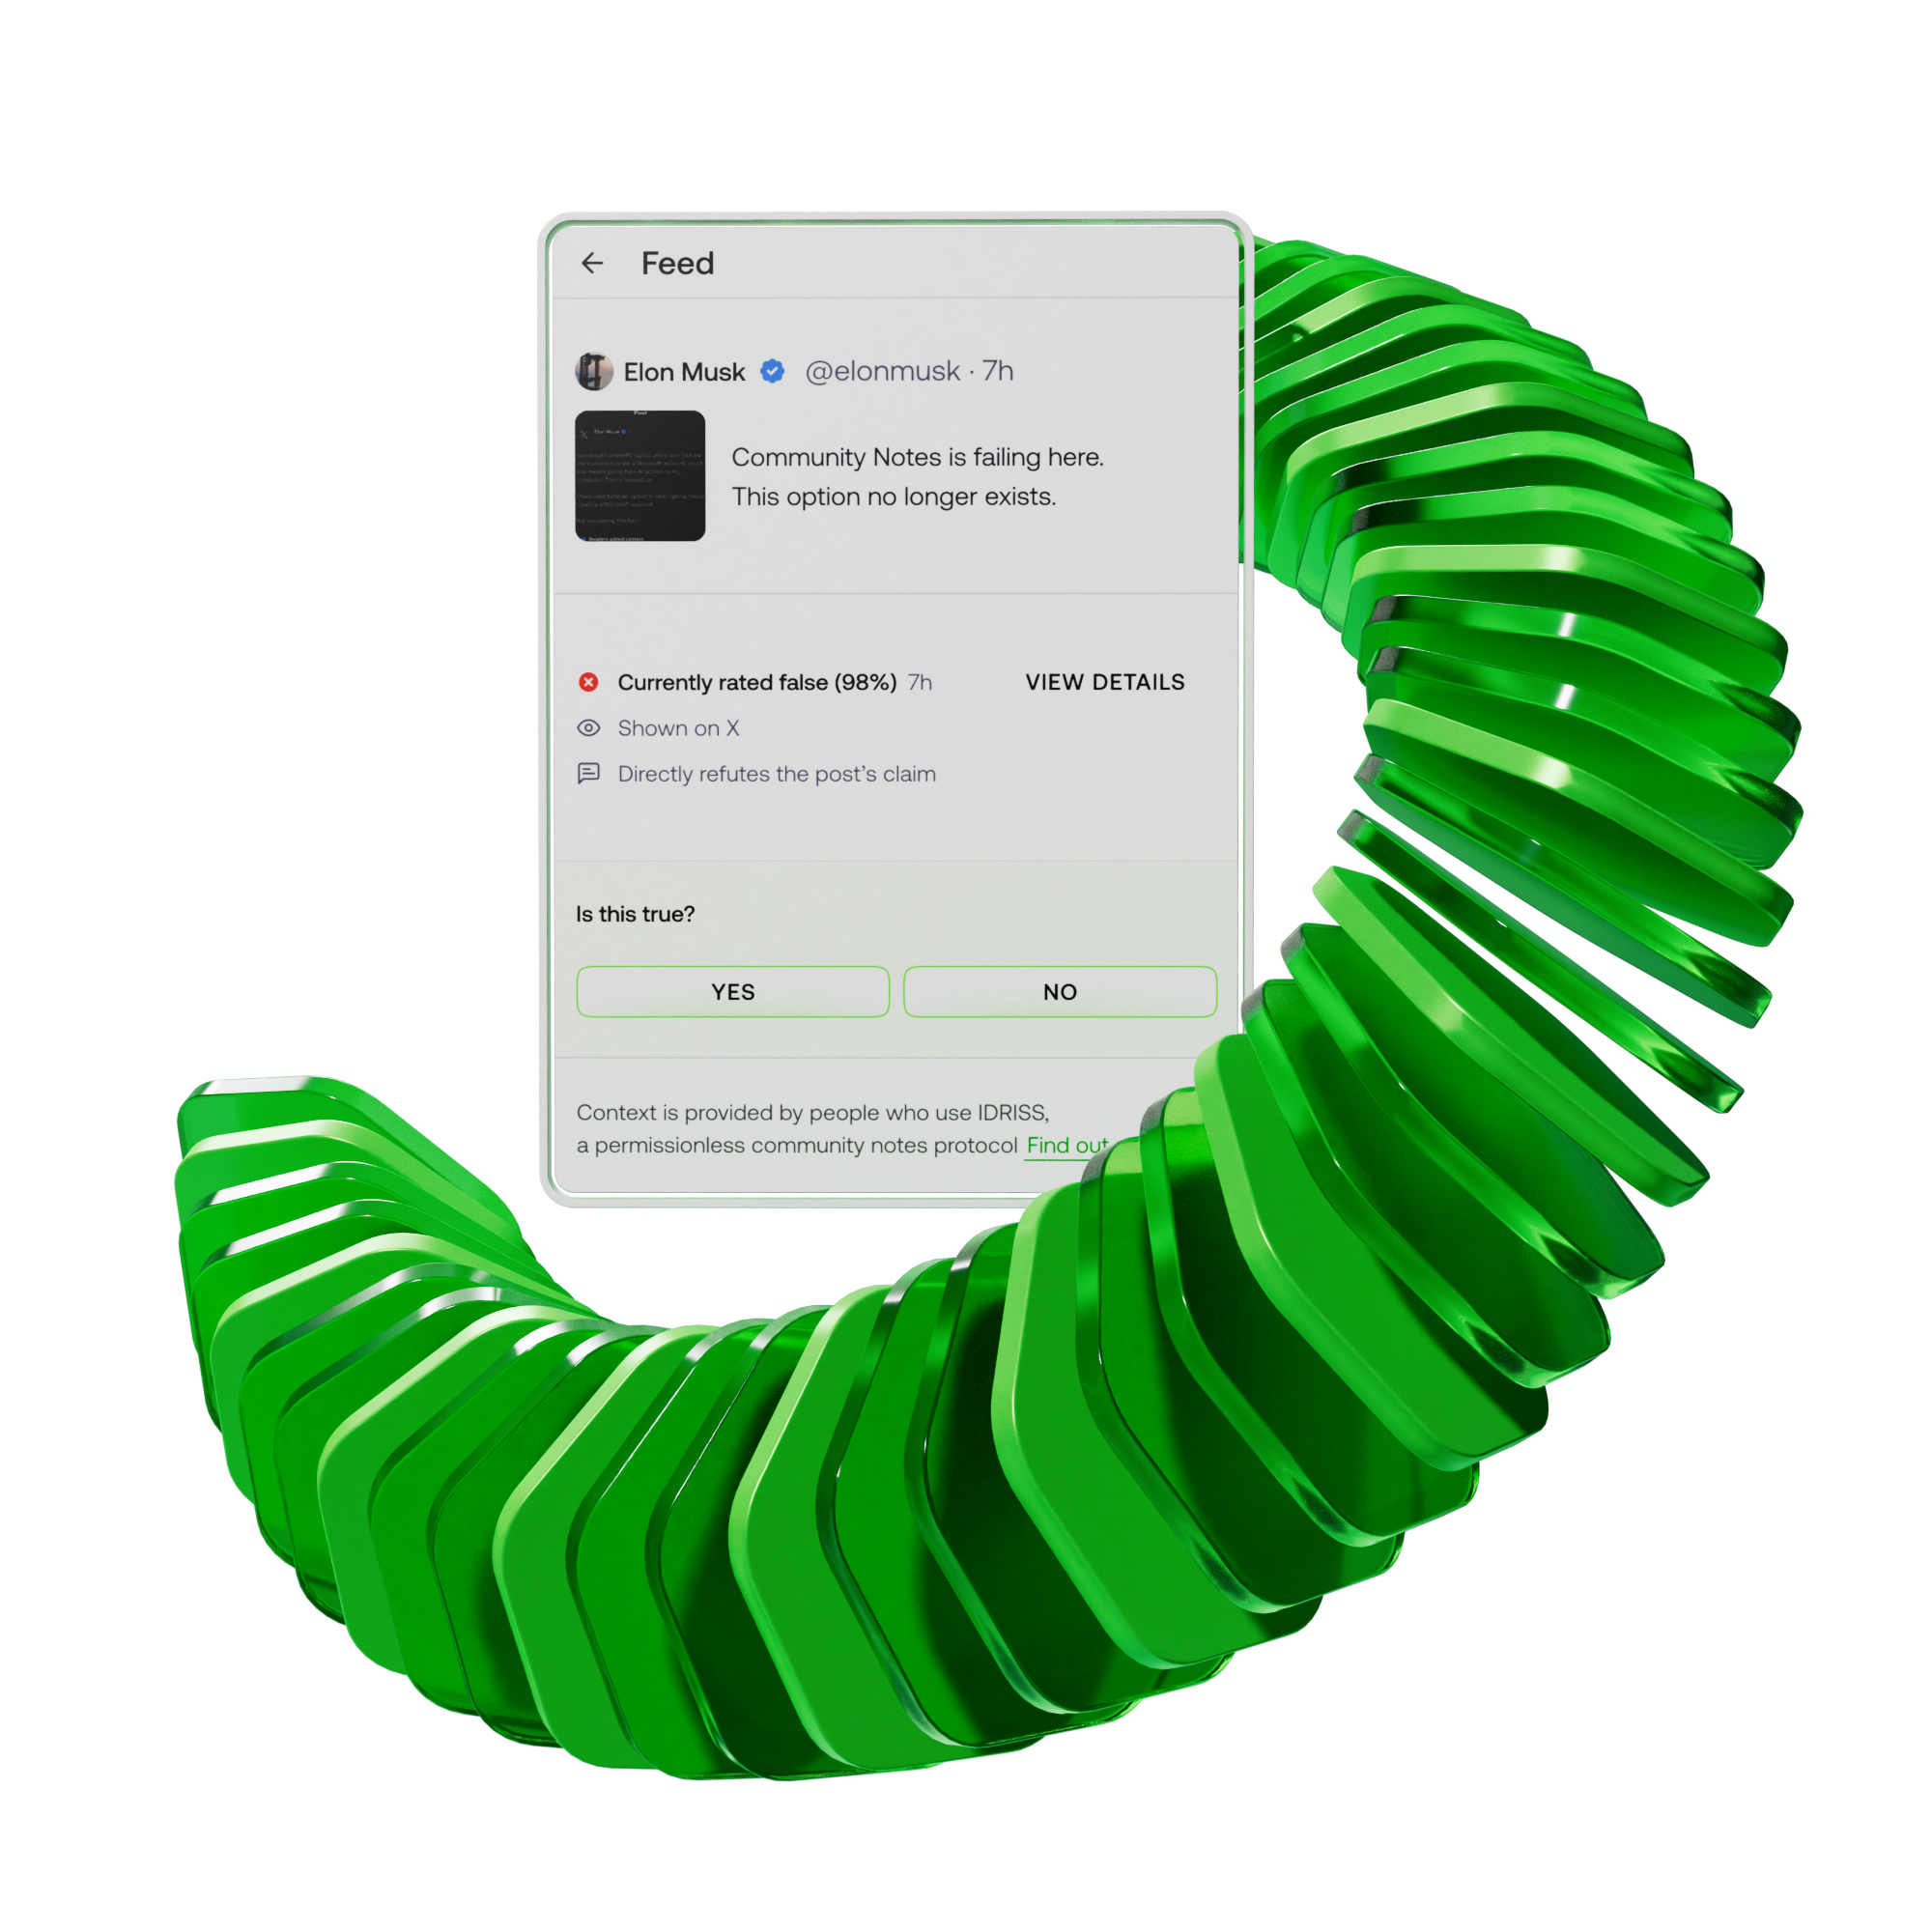 Feed
Elon Musk @elonmusk · 7h
Community Notes is failing here.
This option no longer exists.
Currently rated false (98%) 7h VIEW DETAILS
Shown on X
Directly refutes the post’s claim
Is this true?
YES NO
Context is provided by people who use IDRISS,
a permissionless community notes protocol Find out